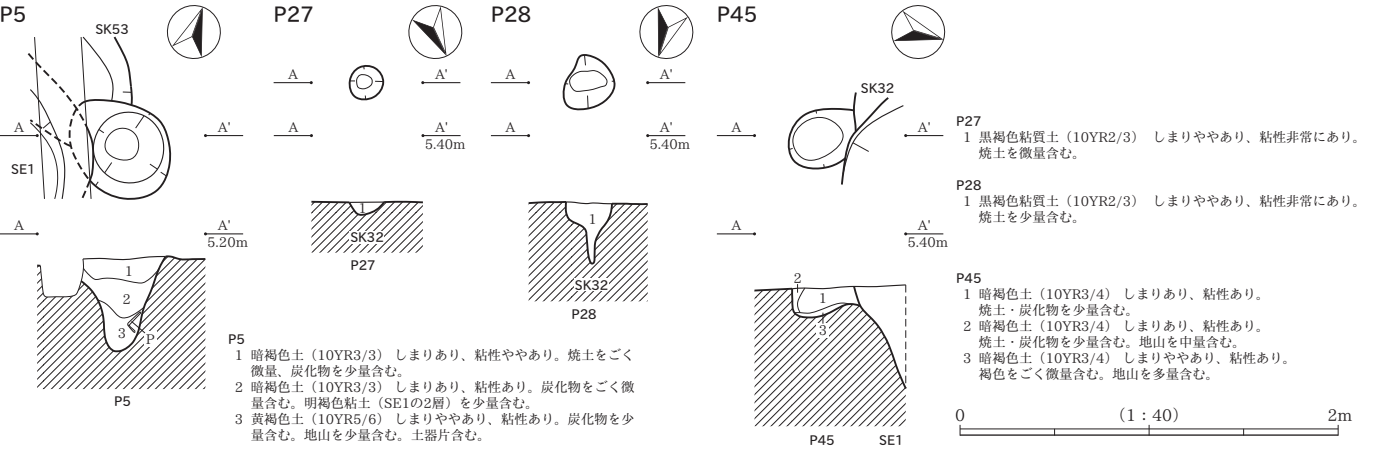 P5
SK53
A
A'
SE1
A
A'
5.20m
1
2
3
P
P5
P5
1 暗褐色土（10YR3/3） しまりあり、粘性ややあり。焼土をごく
微量、炭化物を少量含む。
2 暗褐色土（10YR3/3） しまりあり、粘性あり。炭化物をごく微
量含む。明褐色粘土（SE1の2層）を少量含む。
3 黄褐色土（10YR5/6） しまりややあり、粘性あり。炭化物を少
量含む。地山を少量含む。土器片含む。
P27
A
A'
A
A'
5.40m
1
SK32
P27
P28
A
A'
A
A'
5.40m
1
SK32
P28
P45
SK32
A
A'
A
A'
5.40m
2
1
3
P45
SE1
P27
1 黒褐色粘質土（10YR2/3） しまりややあり、粘性非常にあり。
焼土を微量含む。
P28
1 黒褐色粘質土（10YR2/3） しまりややあり、粘性非常にあり。
焼土を少量含む。
P45
1 暗褐色土（10YR3/4） しまりあり、粘性あり。
焼土・炭化物を少量含む。
2 暗褐色土（10YR3/4） しまりあり、粘性あり。
焼土・炭化物を少量含む。地山を中量含む。
3 暗褐色土（10YR3/4） しまりややあり、粘性あり。
褐色をごく微量含む。地山を多量含む。
0 （1：40） 2m